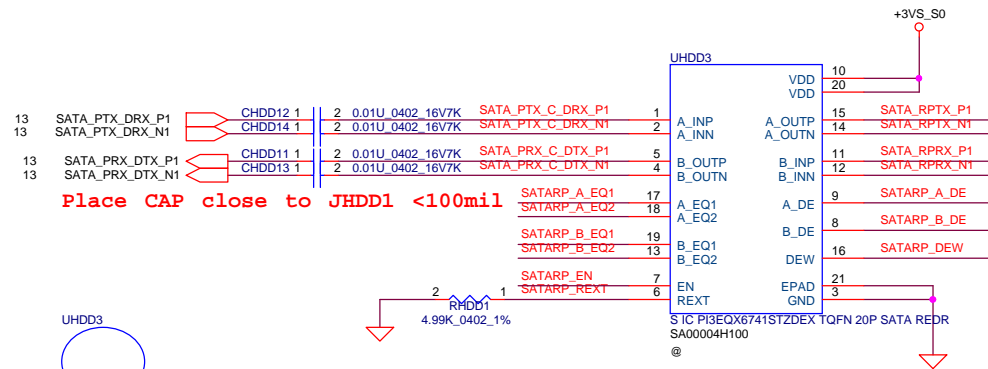 +3VS_S0
UHDD3
VDD 10
VDD 20
13 SATA_PTX_DRX_P1 CHDD12 1 2 0.01U_0402_16V7K SATA_PTX_C_DRX_P1 1 A_INP A_OUTP 15 SATA_RPTX_P1
13 SATA_PTX_DRX_N1 CHDD14 1 2 0.01U_0402_16V7K SATA_PTX_C_DRX_N1 2 A_INN A_OUTN 14 SATA_RPTX_N1
13 SATA_PRX_DTX_P1 CHDD11 1 2 0.01U_0402_16V7K SATA_PRX_C_DTX_P1 5 B_OUTP B_INP 11 SATA_RPRX_P1
13 SATA_PRX_DTX_N1 CHDD13 1 2 0.01U_0402_16V7K SATA_PRX_C_DTX_N1 4 B_OUTN B_INN 12 SATA_RPRX_N1
Place CAP close to JHDD1 <100mil
SATARP_A_EQ1 17 A_EQ1 A_DE 9 SATARP_A_DE
SATARP_A_EQ2 18 A_EQ2
B_DE 8 SATARP_B_DE
SATARP_B_EQ1 19 B_EQ1
SATARP_B_EQ2 13 B_EQ2 DEW 16 SATARP_DEW
SATARP_EN 7 EN EPAD 21
2 1 SATARP_REXT 6 REXT GND 3
RHDD1
4.99K_0402_1%
UHDD3
S IC PI3EQX6741STZDEX TQFN 20P SATA REDR
SA00004H100
@